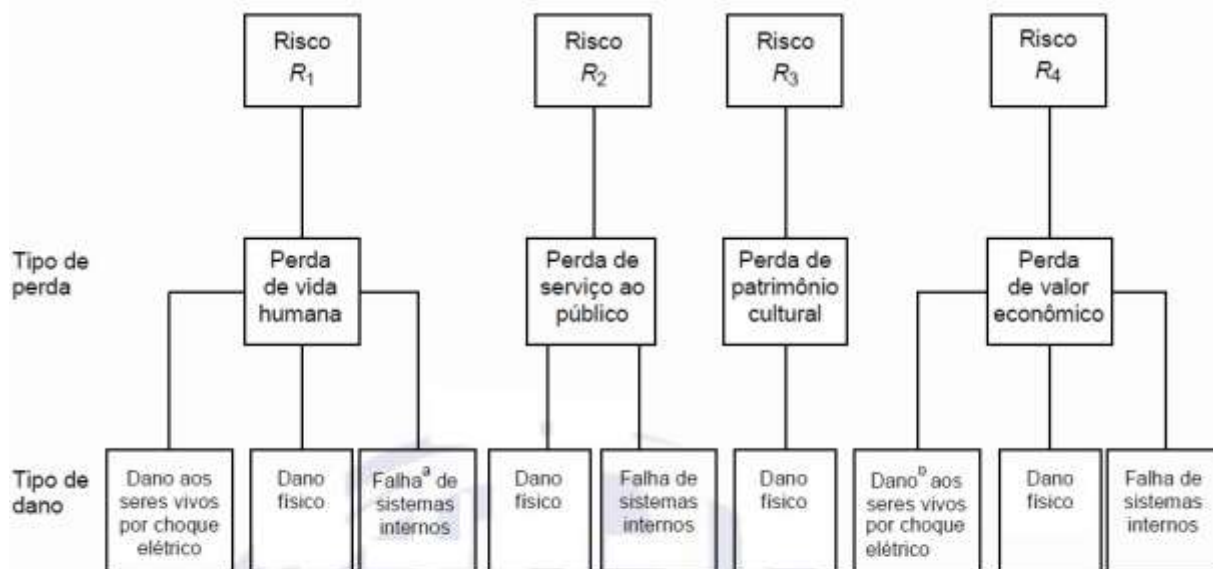 Risco
R1
Risco
R2
Risco
R3
Risco
R4
Tipo de
perda
Perda
de vida
humana
Perda de
serviço ao
público
Perda de
patrimônio
cultural
Perda
de valor
econômico
Tipo de
dano
Dano aos
seres vivos
por choque
elétrico
Dano
físico
Falhaª de
sistemas
internos
Dano
físico
Falha de
sistemas
internos
Dano
físico
Danoᵇ aos
seres vivos
por choque
elétrico
Dano
físico
Falha de
sistemas
internos